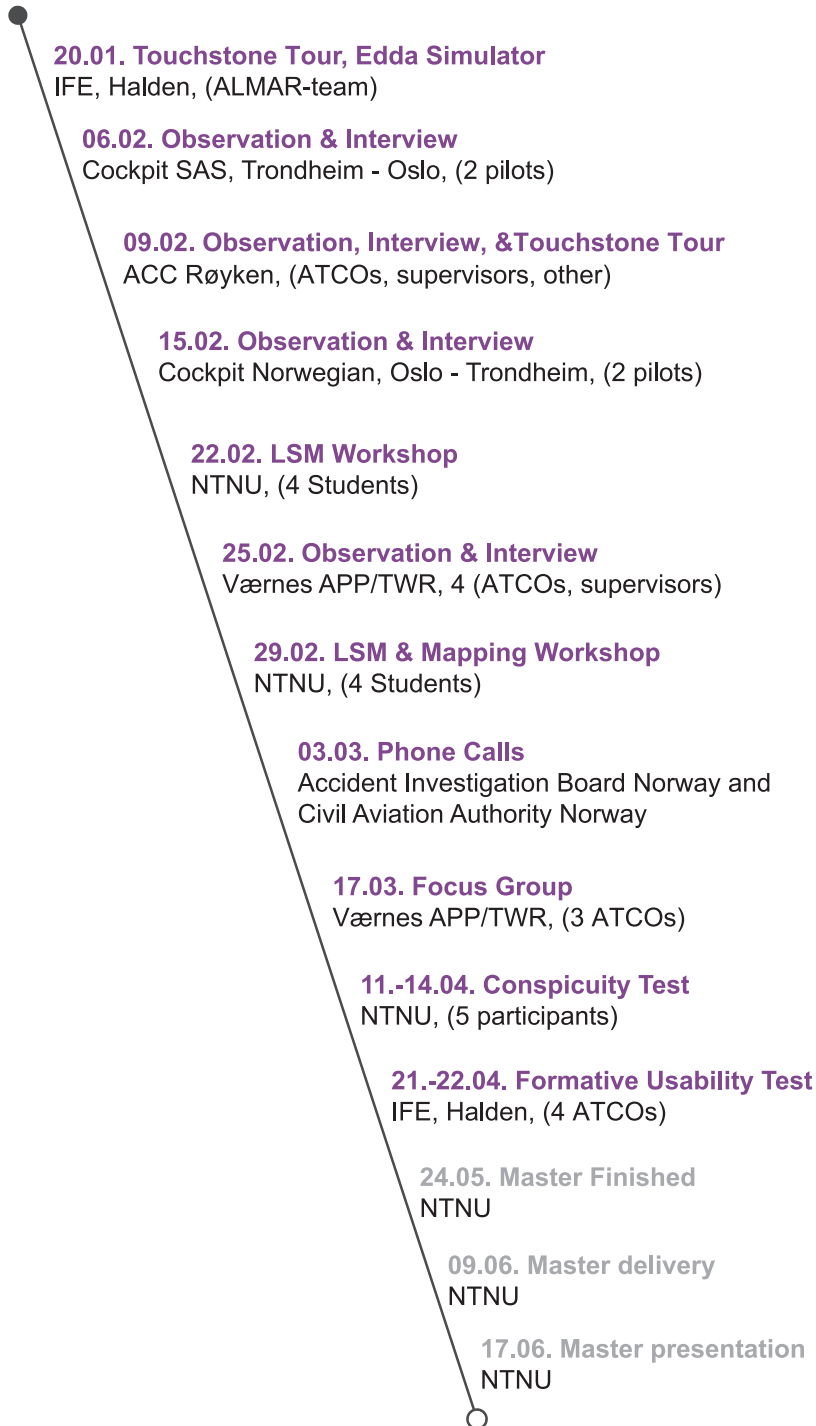 20.01. Touchstone Tour, Edda Simulator
IFE, Halden, (ALMAR-team)
06.02. Observation & Interview
Cockpit SAS, Trondheim - Oslo, (2 pilots)
09.02. Observation, Interview, &Touchstone Tour
ACC Røyken, (ATCOs, supervisors, other)
15.02. Observation & Interview
Cockpit Norwegian, Oslo - Trondheim, (2 pilots)
22.02. LSM Workshop
NTNU, (4 Students)
25.02. Observation & Interview
Værnes APP/TWR, 4 (ATCOs, supervisors)
29.02. LSM & Mapping Workshop
NTNU, (4 Students)
03.03. Phone Calls
Accident Investigation Board Norway and
Civil Aviation Authority Norway
17.03. Focus Group
Værnes APP/TWR, (3 ATCOs)
11.-14.04. Conspicuity Test
NTNU, (5 participants)
21.-22.04. Formative Usability Test
IFE, Halden, (4 ATCOs)
24.05. Master Finished
NTNU
09.06. Master delivery
NTNU
17.06. Master presentation
NTNU